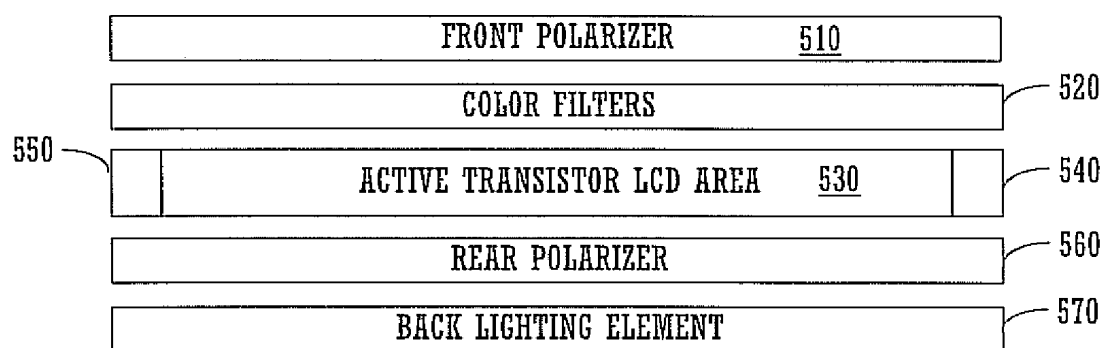 FRONT POLARIZER 510
COLOR FILTERS 520
550 ACTIVE TRANSISTOR LCD AREA 530 540
REAR POLARIZER 560
BACK LIGHTING ELEMENT 570